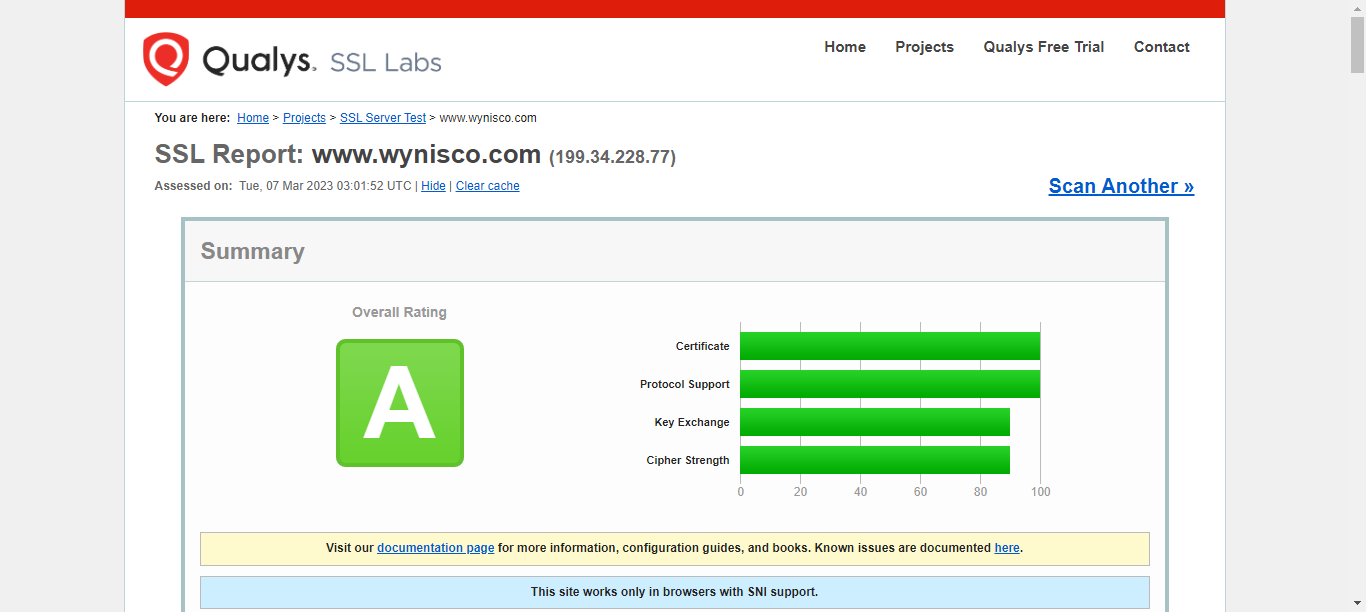 Qualys. SSL Labs
Home Projects Qualys Free Trial Contact
You are here: Home > Projects > SSL Server Test > www.wynisco.com
SSL Report: www.wynisco.com (199.34.228.77)
Assessed on: Tue, 07 Mar 2023 03:01:52 UTC | Hide | Clear cache
Scan Another »
Summary
Overall Rating
A
Certificate
Protocol Support
Key Exchange
Cipher Strength
0 20 40 60 80 100
Visit our documentation page for more information, configuration guides, and books. Known issues are documented here.
This site works only in browsers with SNI support.